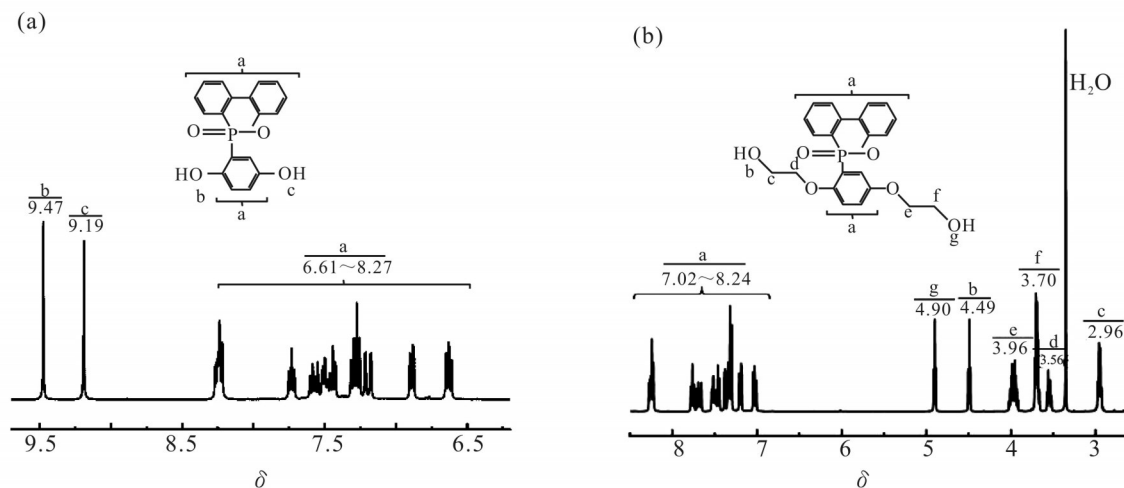 (a)
a
O
P
O
HO
OH
b
c
a
b
9.47
c
9.19
a
6.61～8.27
9.5
8.5
7.5
6.5
δ
(b)
a
H₂O
HO
b
c
d
O
P
O
O
O
e
f
OH
g
a
a
7.02～8.24
g
4.90
b
4.49
e
3.96
f
3.70
d
3.56
c
2.96
8
7
6
5
4
3
δ